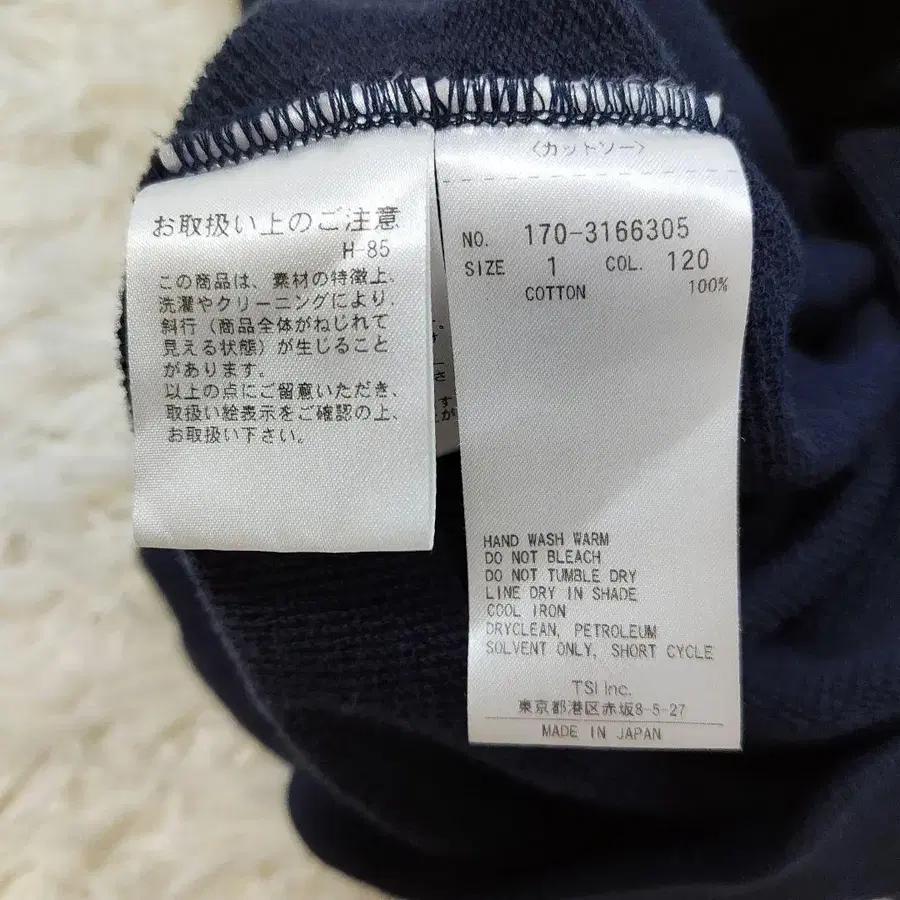 お取扱い上のご注意
H-85
この商品は、素材の特徴上、
洗濯やクリーニングにより、
斜行（商品全体がねじれて
見える状態）が生じること
があります。
以上の点にご留意いただき、
取扱い絵表示をご確認の上、
お取扱い下さい。
〈カットソー〉
NO. 170-3166305
SIZE 1 COL. 120
COTTON 100%
HAND WASH WARM
DO NOT BLEACH
DO NOT TUMBLE DRY
LINE DRY IN SHADE
COOL IRON
DRYCLEAN, PETROLEUM
SOLVENT ONLY, SHORT CYCLE
TSI Inc.
東京都港区赤坂8-5-27
MADE IN JAPAN